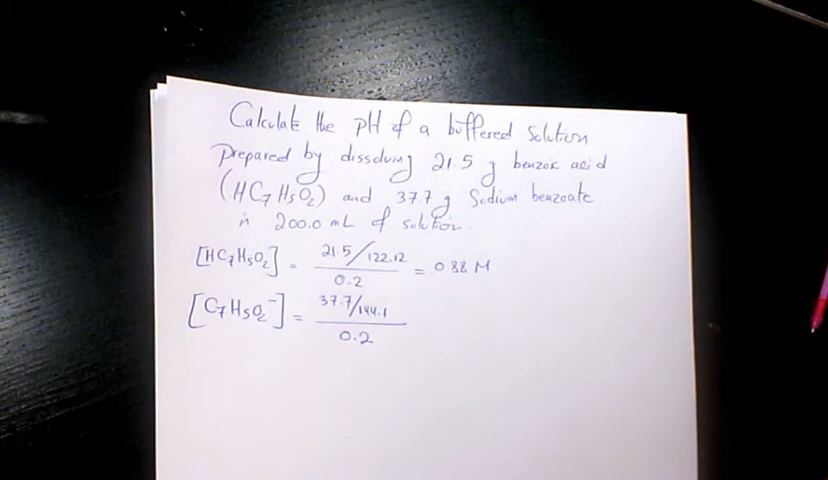 Calculate the pH of a buffered Solution
Prepared by dissolving 21.5 g benzoic acid
(HC7H5O2) and 37.7 g Sodium benzoate
in 200.0 mL of solution.
[HC7H5O2] = 21.5/122.12 / 0.2 = 0.88 M
[C7H5O2⁻] = 37.7/144.1 / 0.2